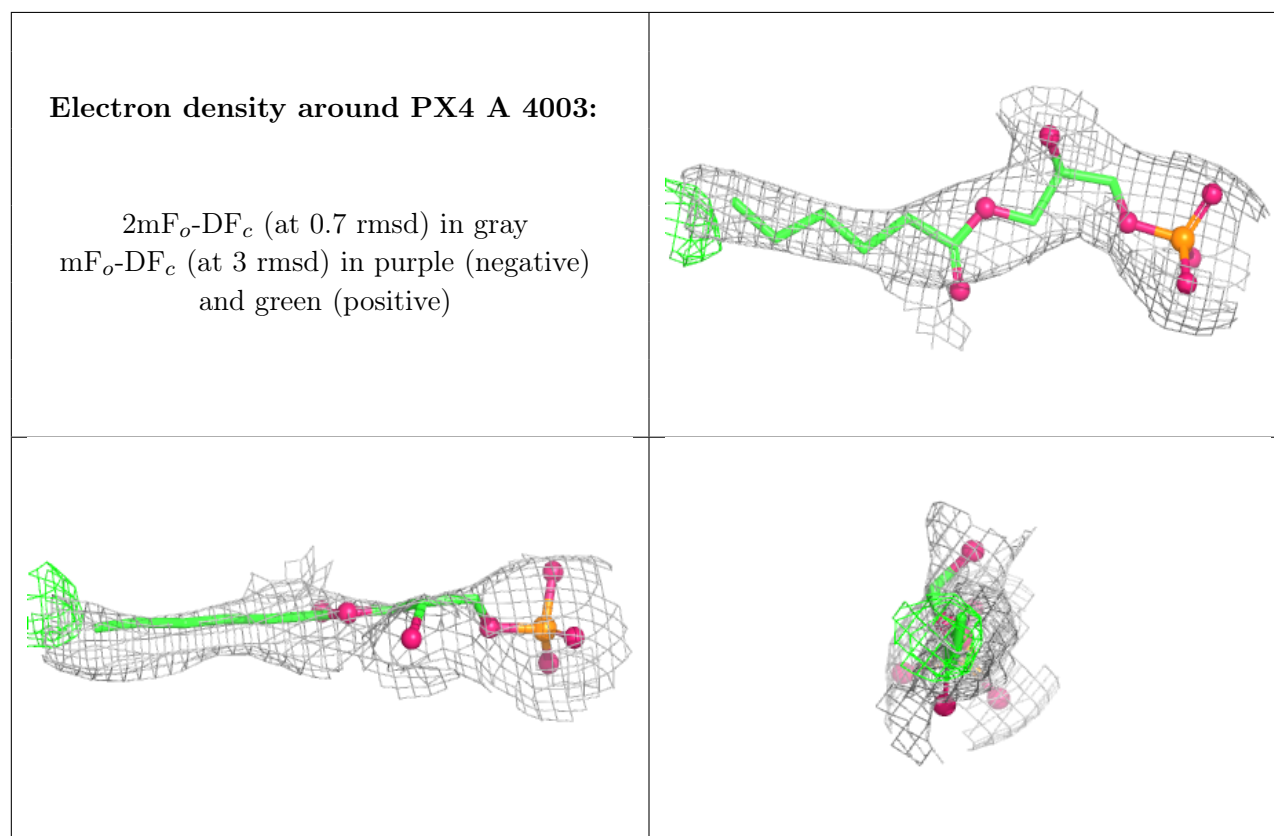 Electron density around PX4 A 4003:
2mFo-DFc (at 0.7 rmsd) in gray
mFo-DFc (at 3 rmsd) in purple (negative)
and green (positive)